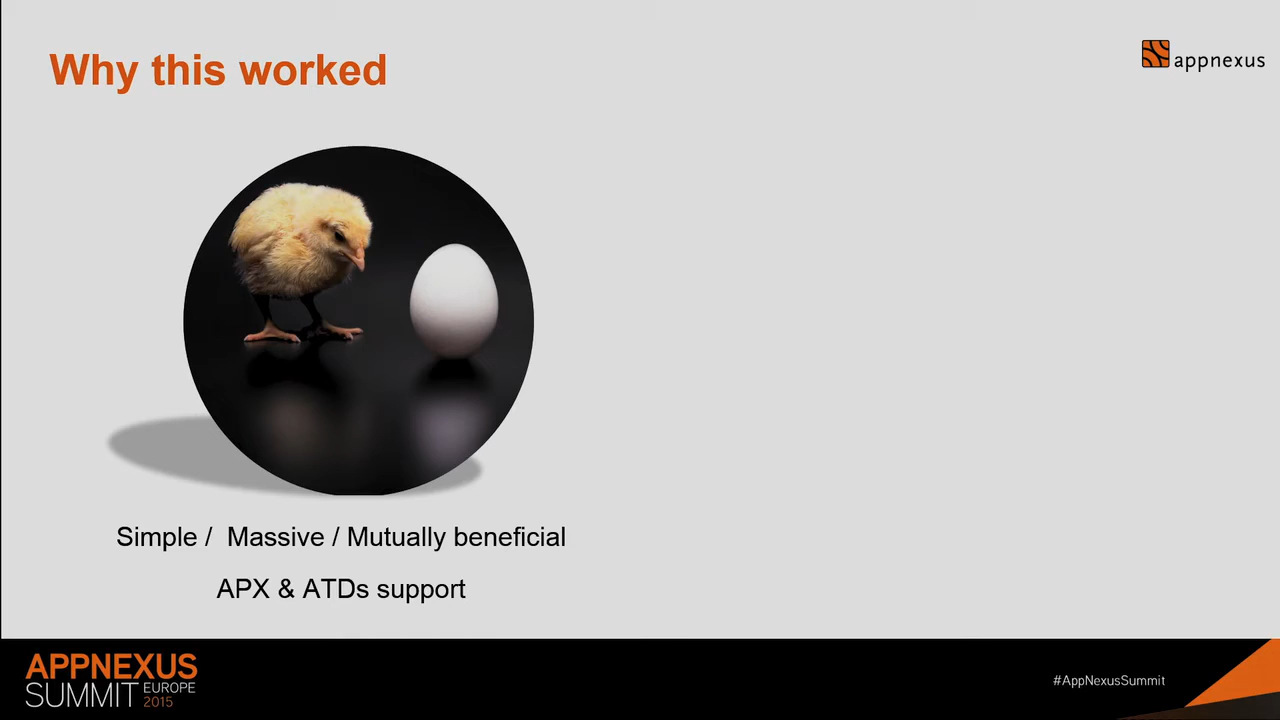 Why this worked
appnexus
Simple /  Massive / Mutually beneficial
APX & ATDs support
APPNEXUS
SUMMIT EUROPE 2015
#AppNexusSummit